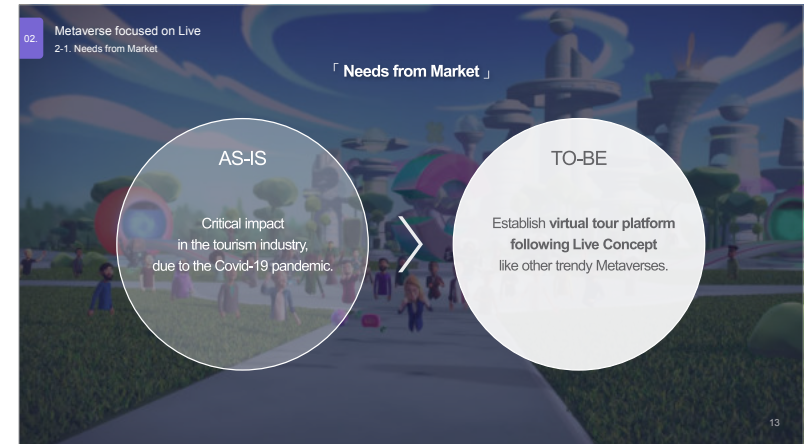 02.
Metaverse focused on Live
2-1. Needs from Market
「 Needs from Market 」
AS-IS
Critical impact
in the tourism industry,
due to the Covid-19 pandemic.
TO-BE
Establish virtual tour platform
following Live Concept
like other trendy Metaverses.
13